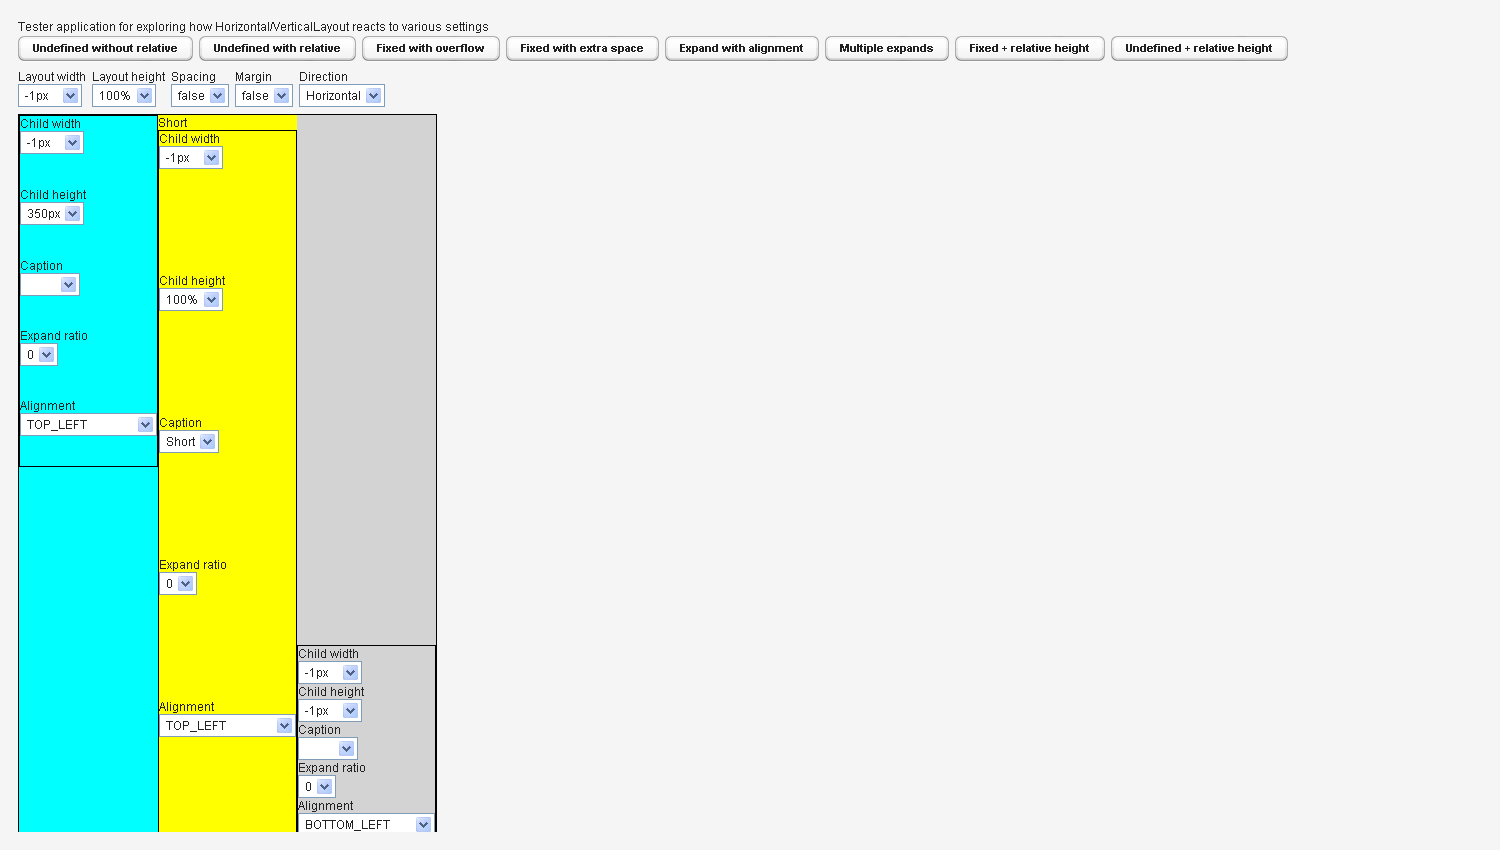 Tester application for exploring how Horizontal/VerticalLayout reacts to various settings
Undefined without relative Undefined with relative Fixed with overflow Fixed with extra space Expand with alignment Multiple expands Fixed + relative height Undefined + relative height
Layout width Layout height Spacing Margin Direction
-1px 100% false false Horizontal
Child width
-1px
Child height
350px
Caption
Expand ratio
0
Alignment
TOP_LEFT
Short
Child width
-1px
Child height
100%
Caption
Short
Expand ratio
0
Alignment
TOP_LEFT
Child width
-1px
Child height
-1px
Caption
Expand ratio
0
Alignment
BOTTOM_LEFT